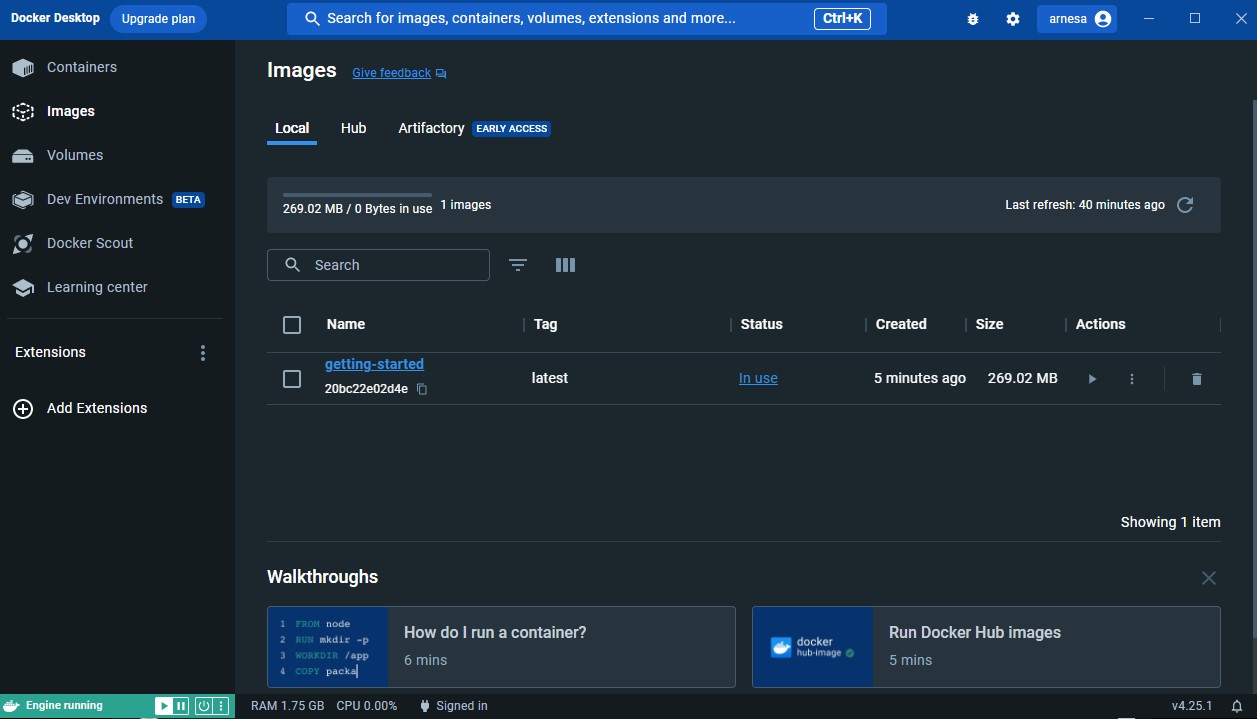 Docker Desktop
Upgrade plan
Search for images, containers, volumes, extensions and more...
Ctrl+K
arnesa
Containers
Images
Volumes
Dev Environments BETA
Docker Scout
Learning center
Extensions
Add Extensions
Images Give feedback
Local Hub Artifactory EARLY ACCESS
269.02 MB / 0 Bytes in use 1 images
Last refresh: 40 minutes ago
Search
Name Tag Status Created Size Actions
getting-started
20bc22e02d4e
latest In use 5 minutes ago 269.02 MB
Showing 1 item
Walkthroughs
1 FROM node
2 RUN mkdir -p
3 WORKDIR /app
4 COPY packa
How do I run a container?
6 mins
docker
hub-image
Run Docker Hub images
5 mins
Engine running
RAM 1.75 GB CPU 0.00% Signed in
v4.25.1